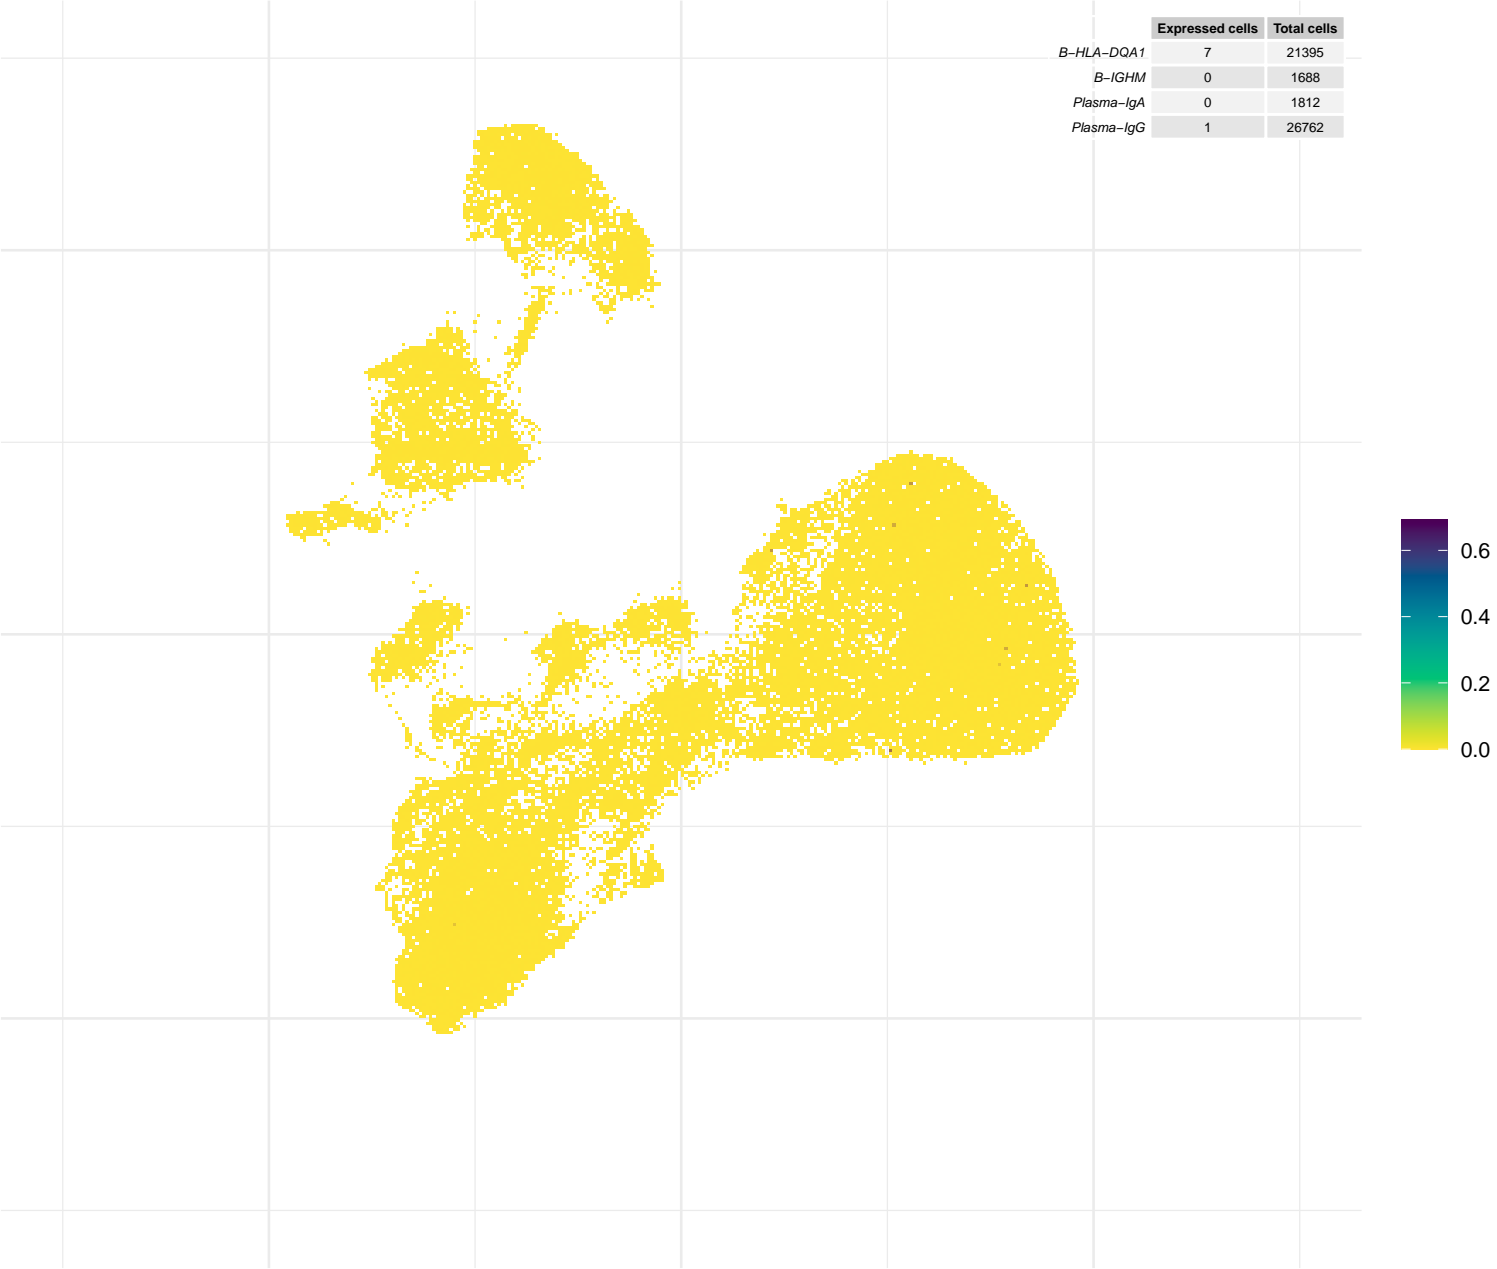 Expressed cells Total cells
B−HLA−DQA1 7 21395
B−IGHM 0 1688
Plasma−IgA 0 1812
Plasma−IgG 1 26762
0.6
0.4
0.2
0.0